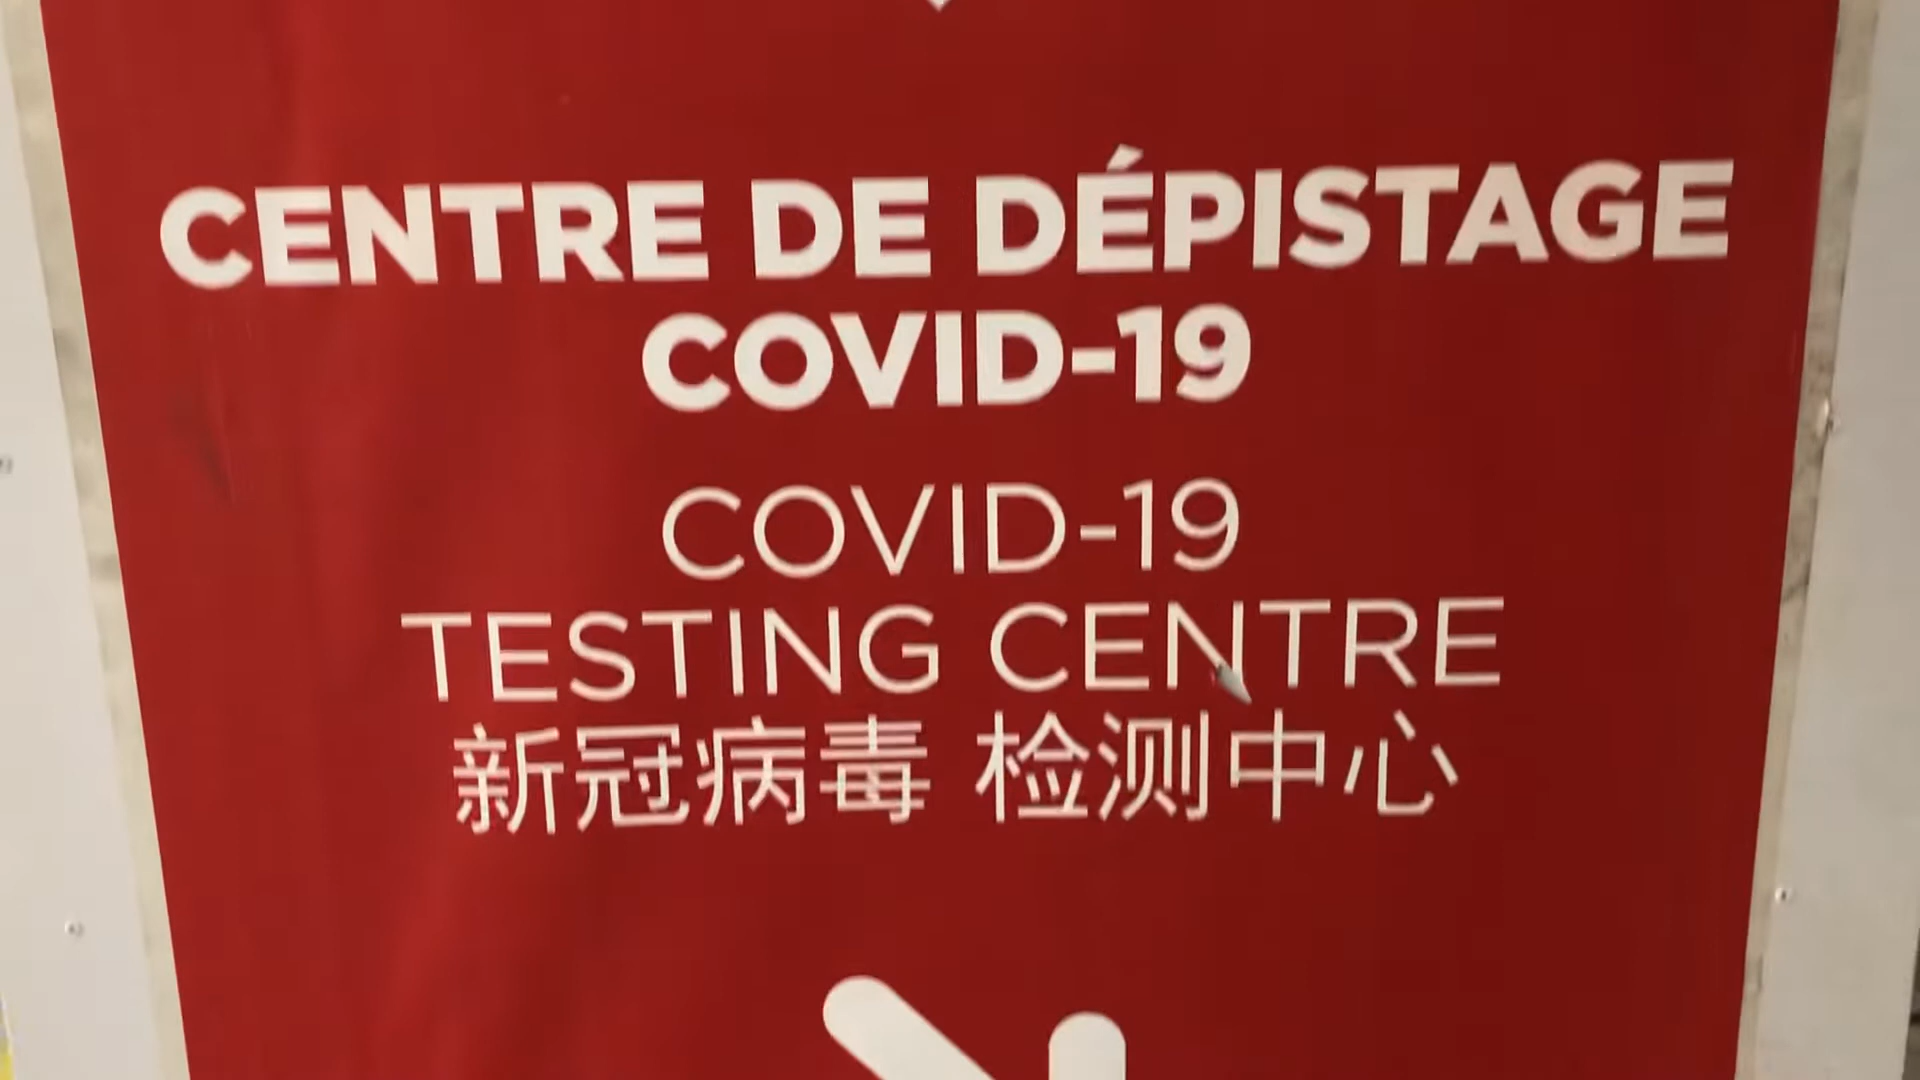 CENTRE DE DÉPISTAGE
COVID-19
COVID-19
TESTING CENTRE
新冠病毒 检测中心